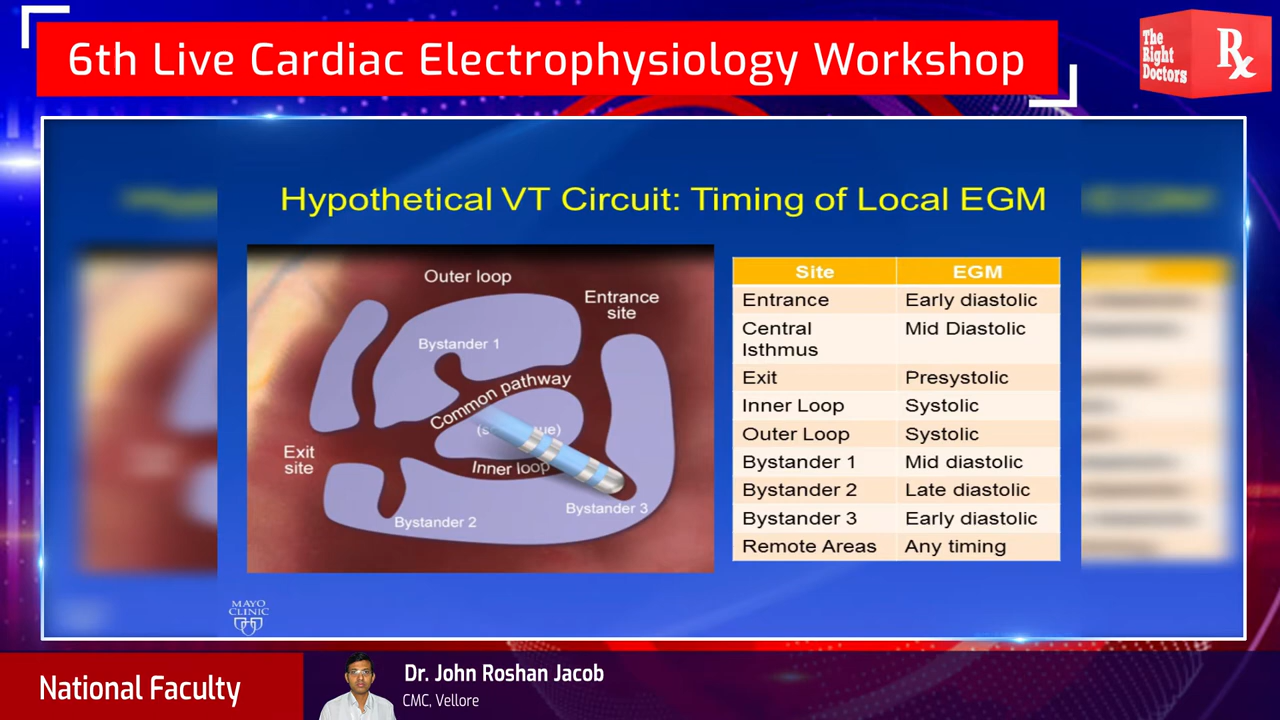 6th Live Cardiac Electrophysiology Workshop
The
Right
Doctors
Rx
Hypothetical VT Circuit: Timing of Local EGM
Outer loop
Entrance
site
Bystander 1
Common pathway
Exit
site
Inner loop
Bystander 3
Bystander 2
Site EGM
Entrance Early diastolic
Central
Isthmus Mid Diastolic
Exit Presystolic
Inner Loop Systolic
Outer Loop Systolic
Bystander 1 Mid diastolic
Bystander 2 Late diastolic
Bystander 3 Early diastolic
Remote Areas Any timing
MAYO
CLINIC
National Faculty
Dr. John Roshan Jacob
CMC, Vellore